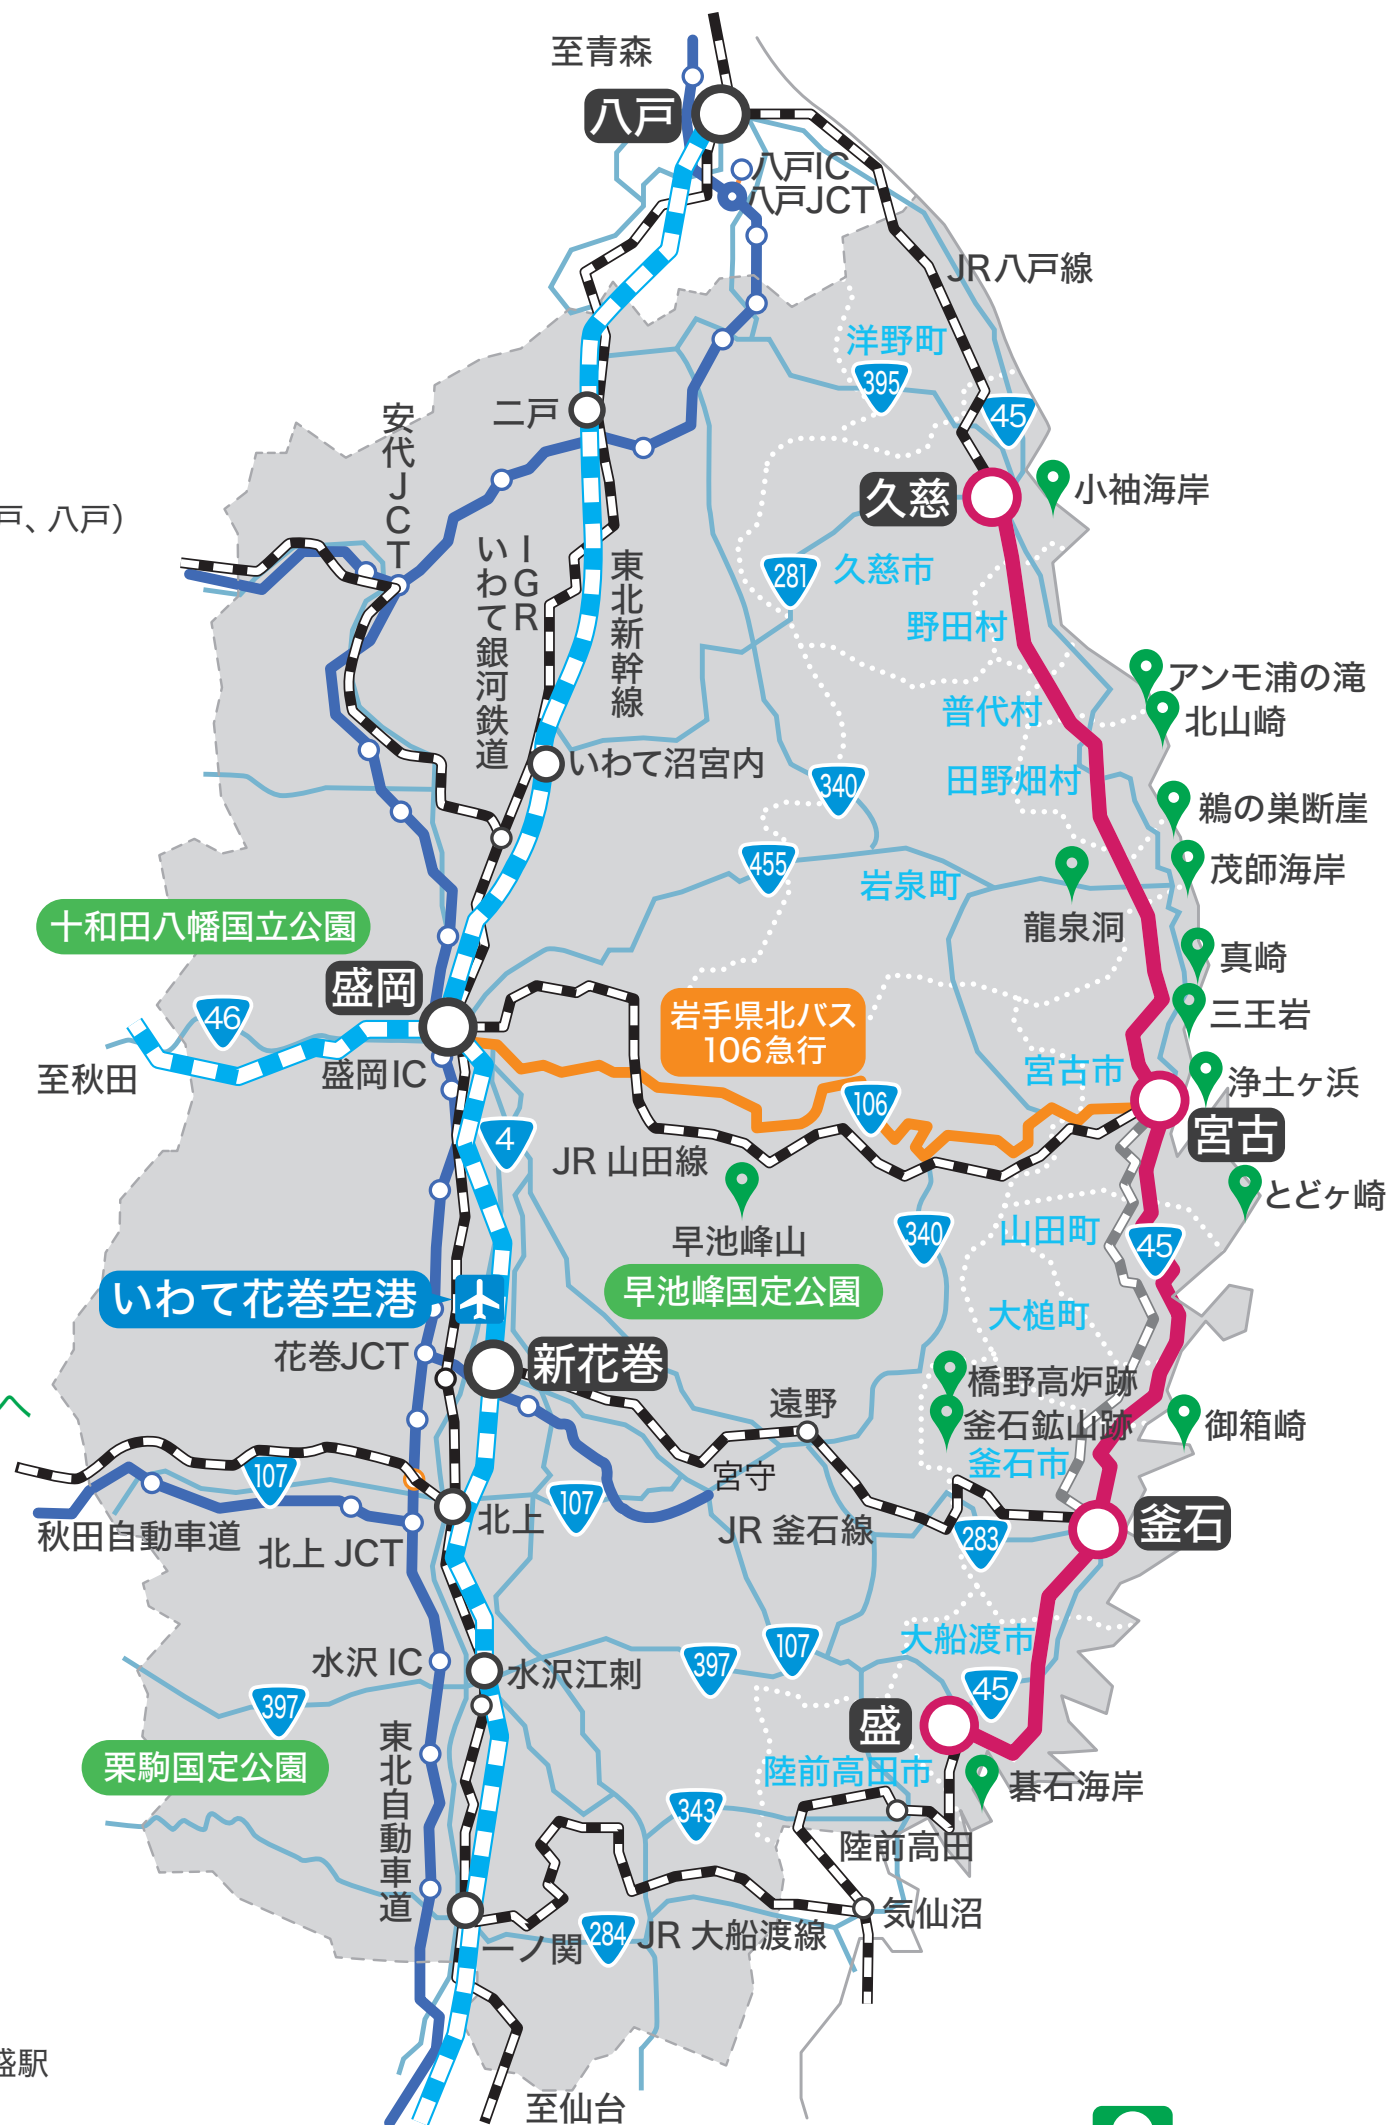 至青森
八戸
八戸IC
八戸JCT
JR八戸線
洋野町
395
45
二戸
安代JCT
久慈
小袖海岸
戸、八戸）
281
久慈市
IGR
いわて銀河鉄道
東北新幹線
野田村
アンモ浦の滝
普代村
北山崎
いわて沼宮内
田野畑村
340
鵜の巣断崖
455
茂師海岸
岩泉町
十和田八幡国立公園
龍泉洞
真崎
盛岡
46
岩手県北バス
106急行
三王岩
至秋田
盛岡IC
宮古市
浄土ヶ浜
106
4
宮古
JR 山田線
とどヶ崎
早池峰山
340
山田町
45
早池峰国定公園
いわて花巻空港
大槌町
花巻JCT
新花巻
橋野高炉跡
へ
遠野
釜石鉱山跡
御箱崎
釜石市
107
宮守
107
北上
秋田自動車道
JR 釜石線
釜石
283
北上 JCT
大船渡市
水沢 IC
水沢江刺
397
107
45
397
盛
東北自動車道
栗駒国定公園
陸前高田市
碁石海岸
343
陸前高田
気仙沼
一ノ関
284
JR 大船渡線
盛駅
至仙台